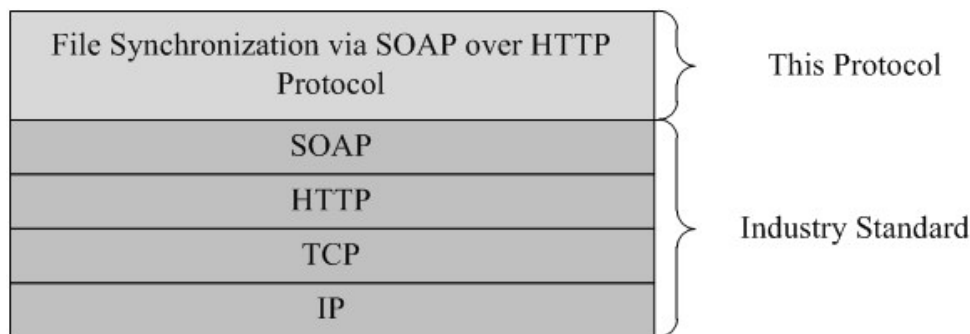 File Synchronization via SOAP over HTTP
Protocol
This Protocol
SOAP
HTTP
TCP
IP
Industry Standard